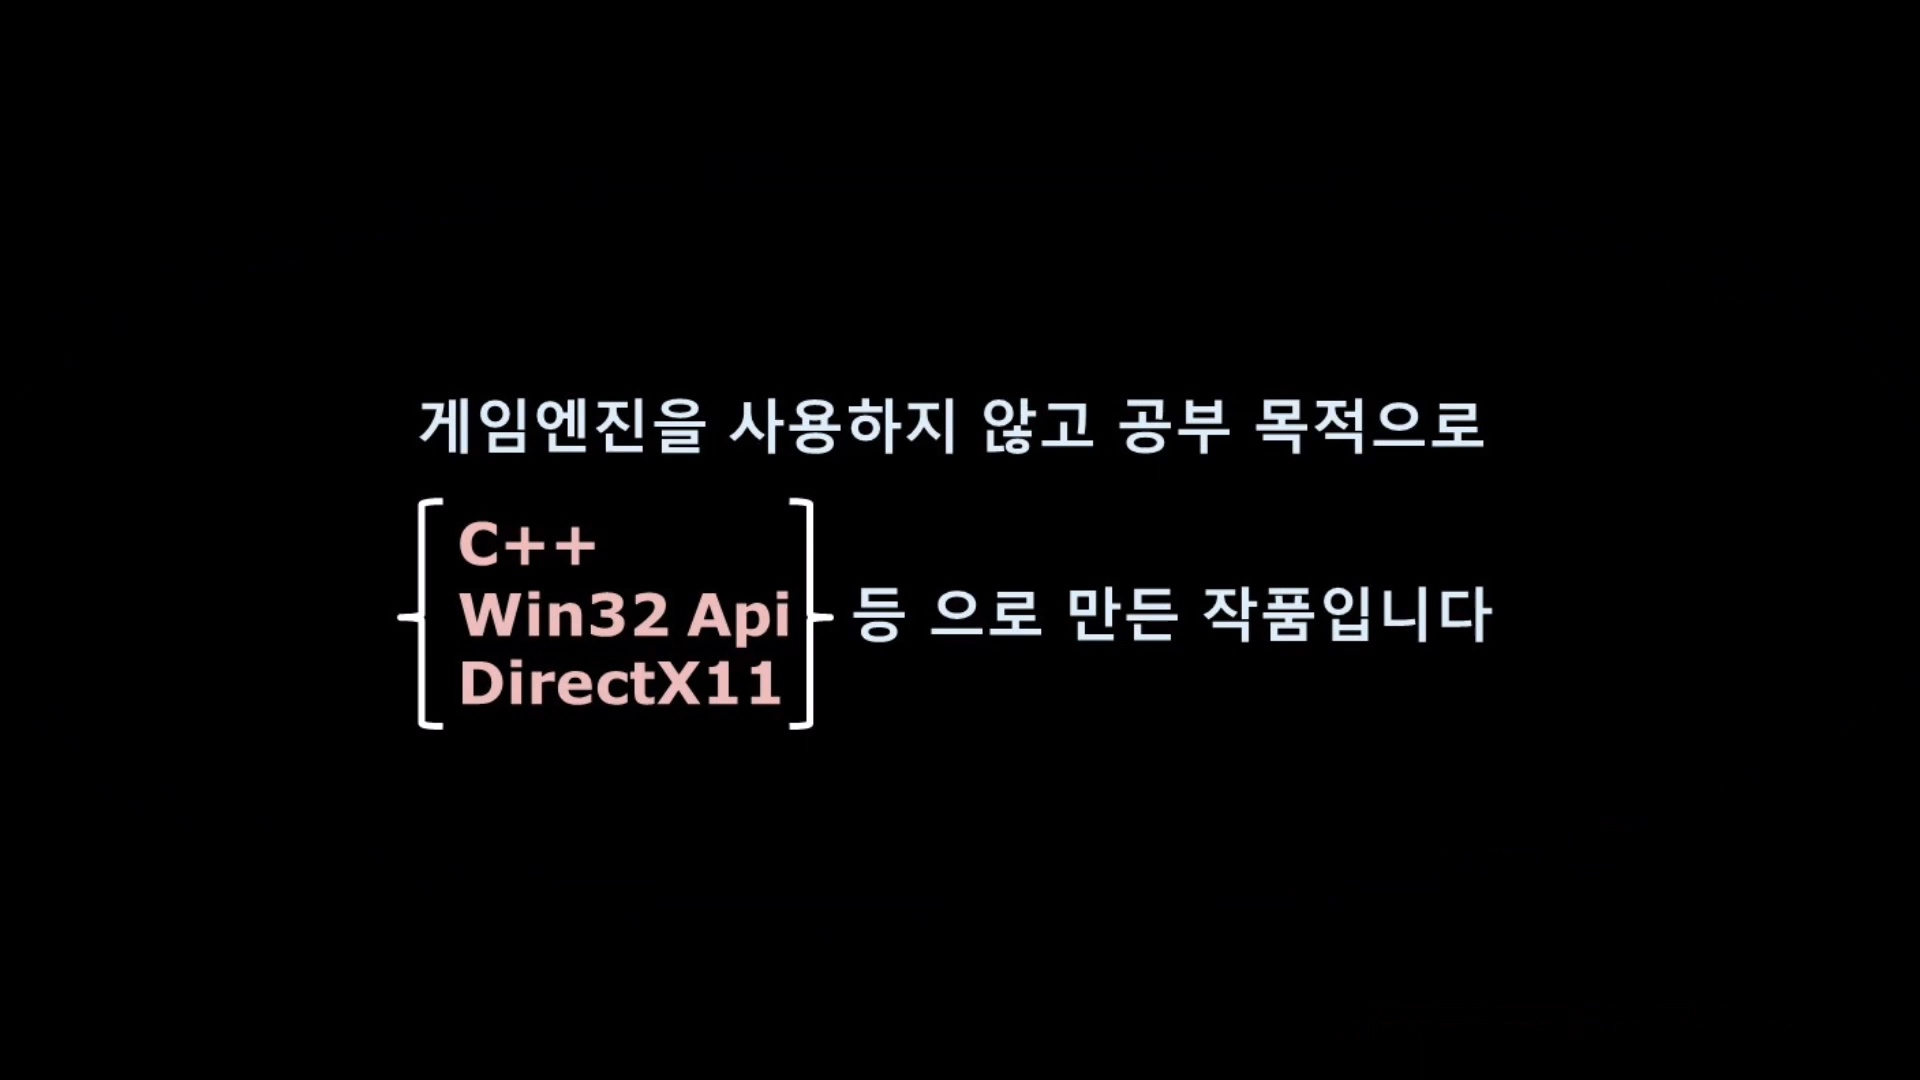 게임엔진을 사용하지 않고 공부 목적으로
C++
Win32 Api
DirectX11
등 으로 만든 작품입니다